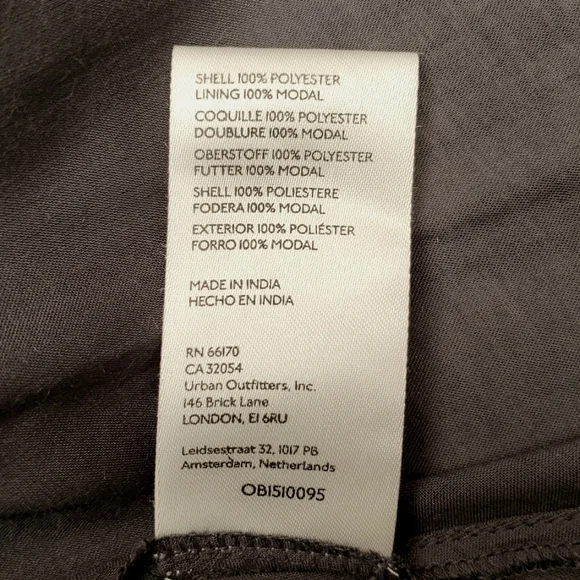 SHELL 100% POLYESTER
LINING 100% MODAL
COQUILLE 100% POLYESTER
DOUBLURE 100% MODAL
OBERSTOFF 100% POLYESTER
FUTTER 100% MODAL
SHELL 100% POLIESTERE
FODERA 100% MODAL
EXTERIOR 100% POLIÉSTER
FORRO 100% MODAL
MADE IN INDIA
HECHO EN INDIA
RN 66170
CA 32054
Urban Outfitters, Inc.
146 Brick Lane
LONDON, E1 6RU
Leidsestraat 32, 1017 PB
Amsterdam, Netherlands
OB1510095